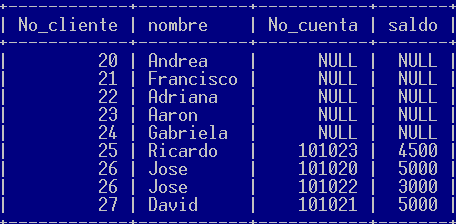 +------------+-----------+-----------+-------+
| No_cliente | nombre    | No_cuenta | saldo |
+------------+-----------+-----------+-------+
|         20 | Andrea    |      NULL |  NULL |
|         21 | Francisco |      NULL |  NULL |
|         22 | Adriana   |      NULL |  NULL |
|         23 | Aaron     |      NULL |  NULL |
|         24 | Gabriela  |      NULL |  NULL |
|         25 | Ricardo   |    101023 |  4500 |
|         26 | Jose      |    101020 |  5000 |
|         26 | Jose      |    101022 |  3000 |
|         27 | David     |    101021 |  5000 |
+------------+-----------+-----------+-------+